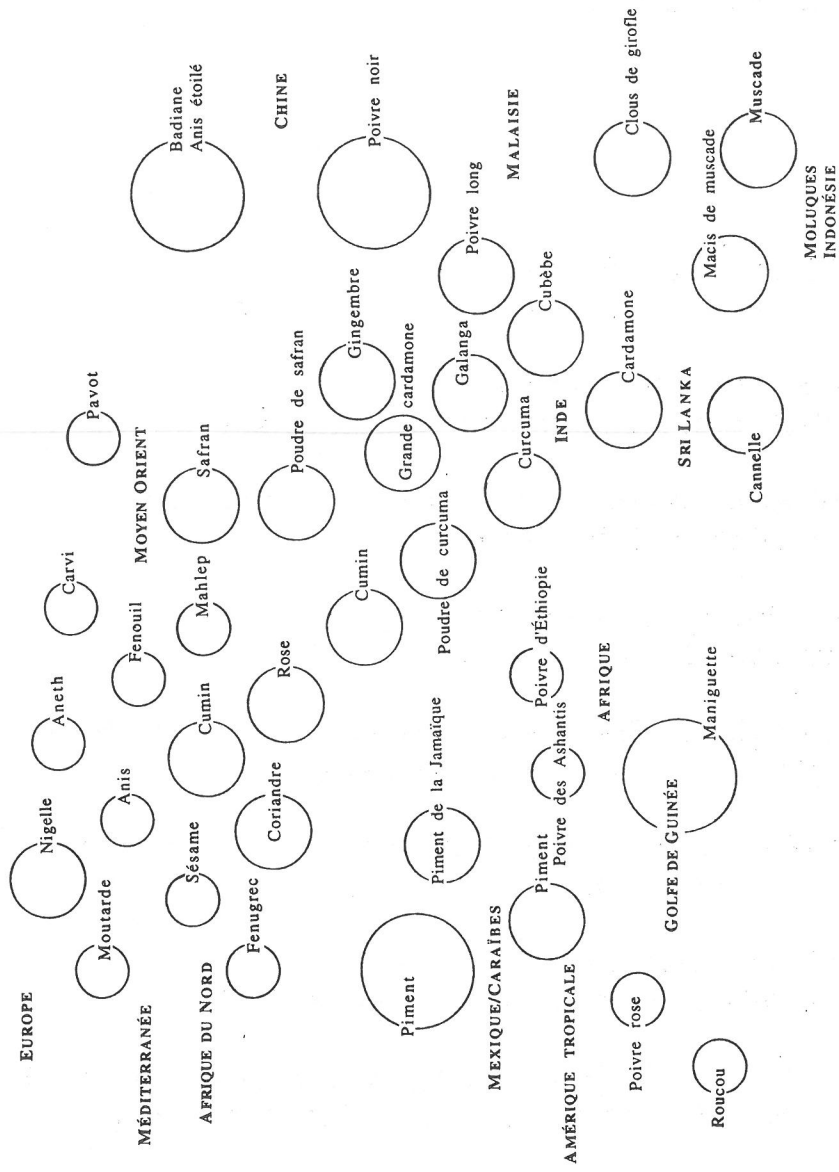 EUROPE
Nigelle
Aneth
Carvi
Pavot
Moutarde
Anis
Fenouil
MOYEN ORIENT
MÉDITERRANÉE
Badiane
Anis étoilé
Sésame
Cumin
Mahlep
Safran
AFRIQUE DU NORD
Fenugrec
Coriandre
Rose
CHINE
Poudre de safran
Gingembre
Cumin
Poivre noir
Piment
Grande cardamone
Piment de la Jamaïque
Poudre de curcuma
Galanga
Poivre long
MEXIQUE/CARAÏBES
MALAISIE
Curcuma
Piment
Poivre d'Éthiopie
Cubèbe
Poivre des Ashantis
INDE
AMÉRIQUE TROPICALE
AFRIQUE
Cardamone
Clous de girofle
Poivre rose
GOLFE DE GUINÉE
SRI LANKA
Maniguette
Macis de muscade
Roucou
Cannelle
Muscade
MOLUQUES
INDONÉSIE